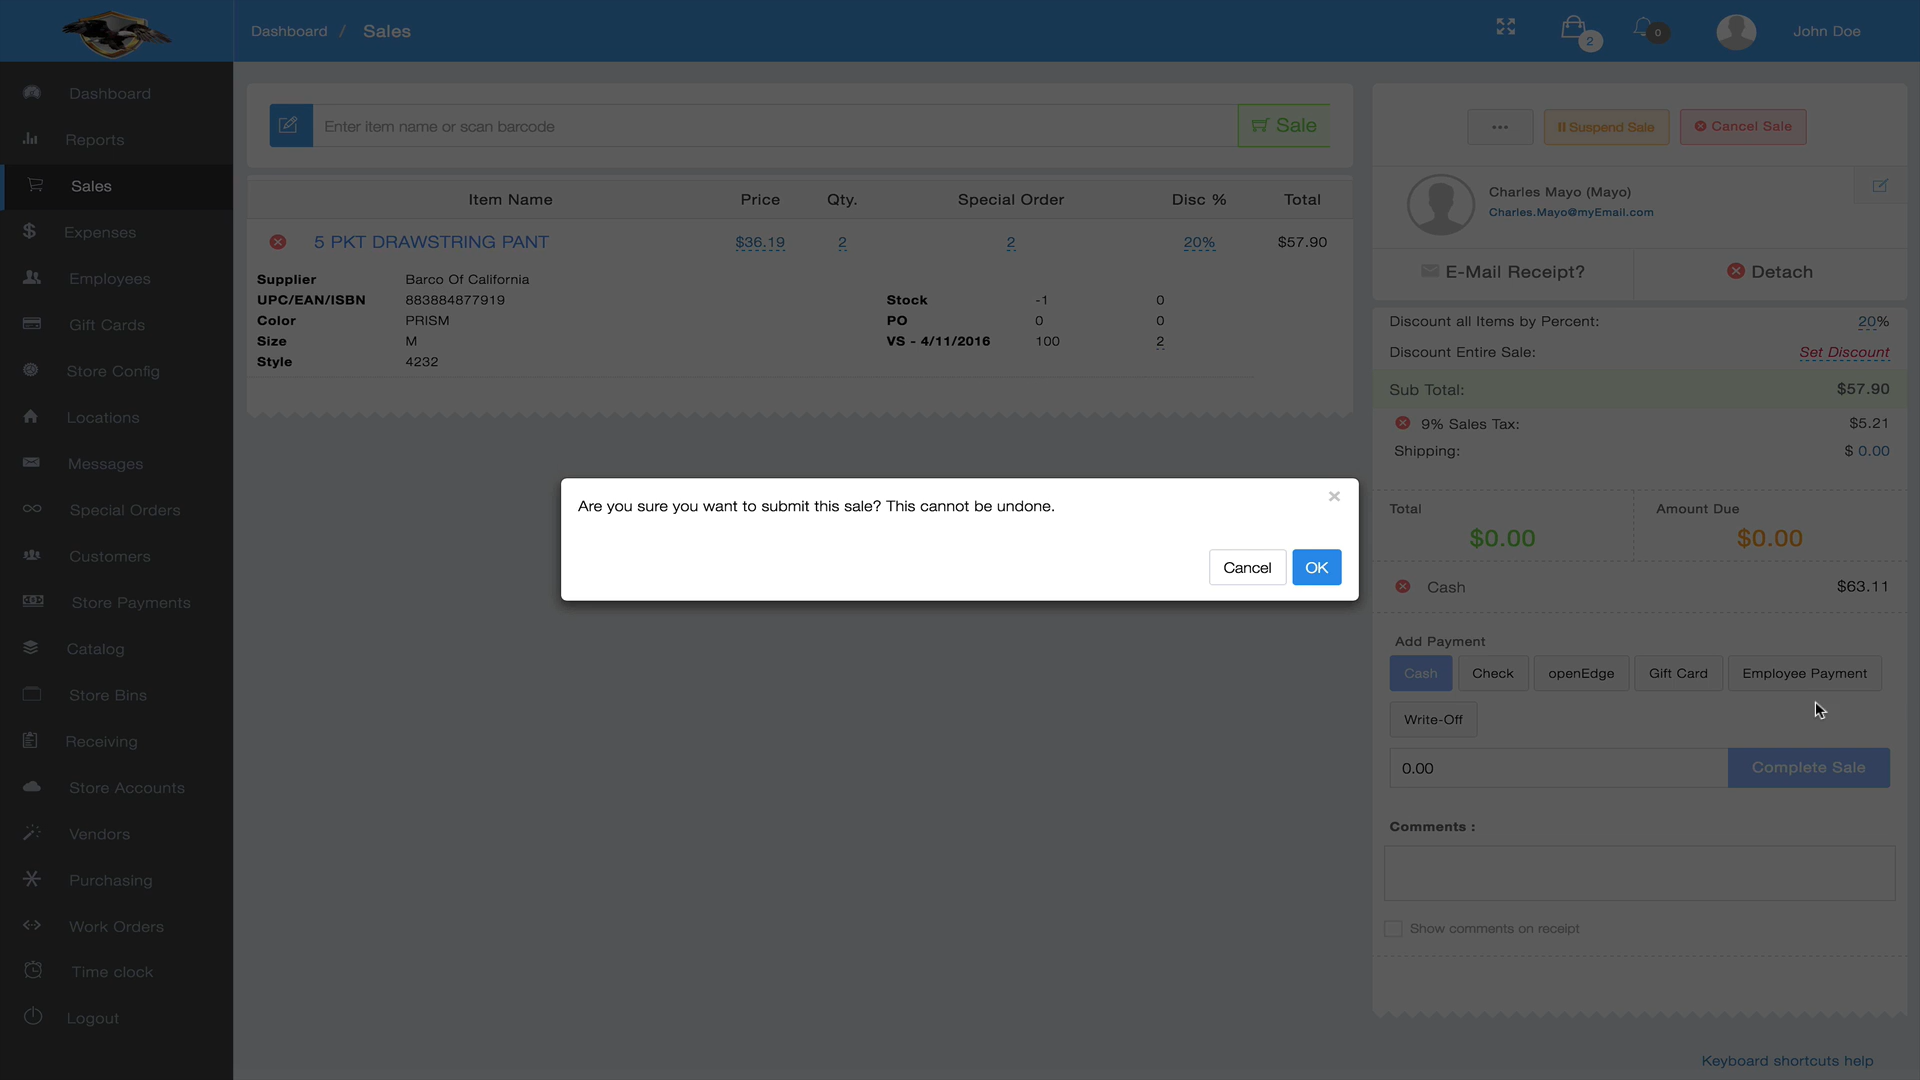 Dashboard / Sales
2
0
John Doe
Dashboard
Reports
Sales
Expenses
Employees
Gift Cards
Store Config
Locations
Messages
Special Orders
Customers
Store Payments
Catalog
Store Bins
Receiving
Store Accounts
Vendors
Purchasing
Work Orders
Time clock
Logout
Enter item name or scan barcode
Sale
Item Name Price Qty. Special Order Disc % Total
5 PKT DRAWSTRING PANT $36.19 2 2 20% $57.90
Supplier Barco Of California
UPC/EAN/ISBN 883884877919 Stock -1 0
Color PRISM PO 0 0
Size M VS - 4/11/2016 100 2
Style 4232
Are you sure you want to submit this sale? This cannot be undone.
×
Cancel OK
... Suspend Sale Cancel Sale
Charles Mayo (Mayo)
Charles.Mayo@myEmail.com
E-Mail Receipt? Detach
Discount all Items by Percent: 20%
Discount Entire Sale: Set Discount
Sub Total: $57.90
9% Sales Tax: $5.21
Shipping: $ 0.00
Total Amount Due
$0.00 $0.00
Cash $63.11
Add Payment
Cash Check openEdge Gift Card Employee Payment
Write-Off
0.00 Complete Sale
Comments :
Show comments on receipt
Keyboard shortcuts help